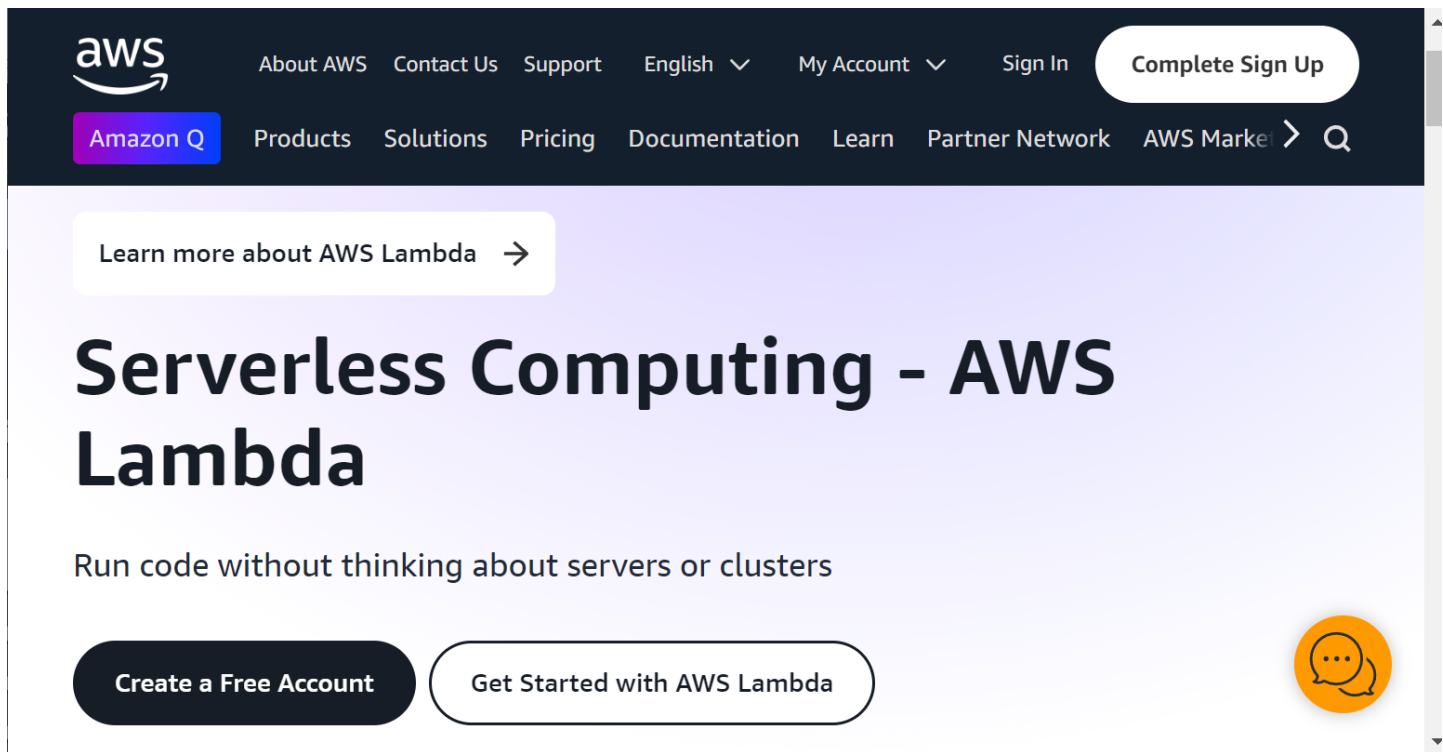 aws
About AWS Contact Us Support English My Account Sign In Complete Sign Up
Amazon Q Products Solutions Pricing Documentation Learn Partner Network AWS Market
Learn more about AWS Lambda
Serverless Computing - AWS
Lambda
Run code without thinking about servers or clusters
Create a Free Account Get Started with AWS Lambda